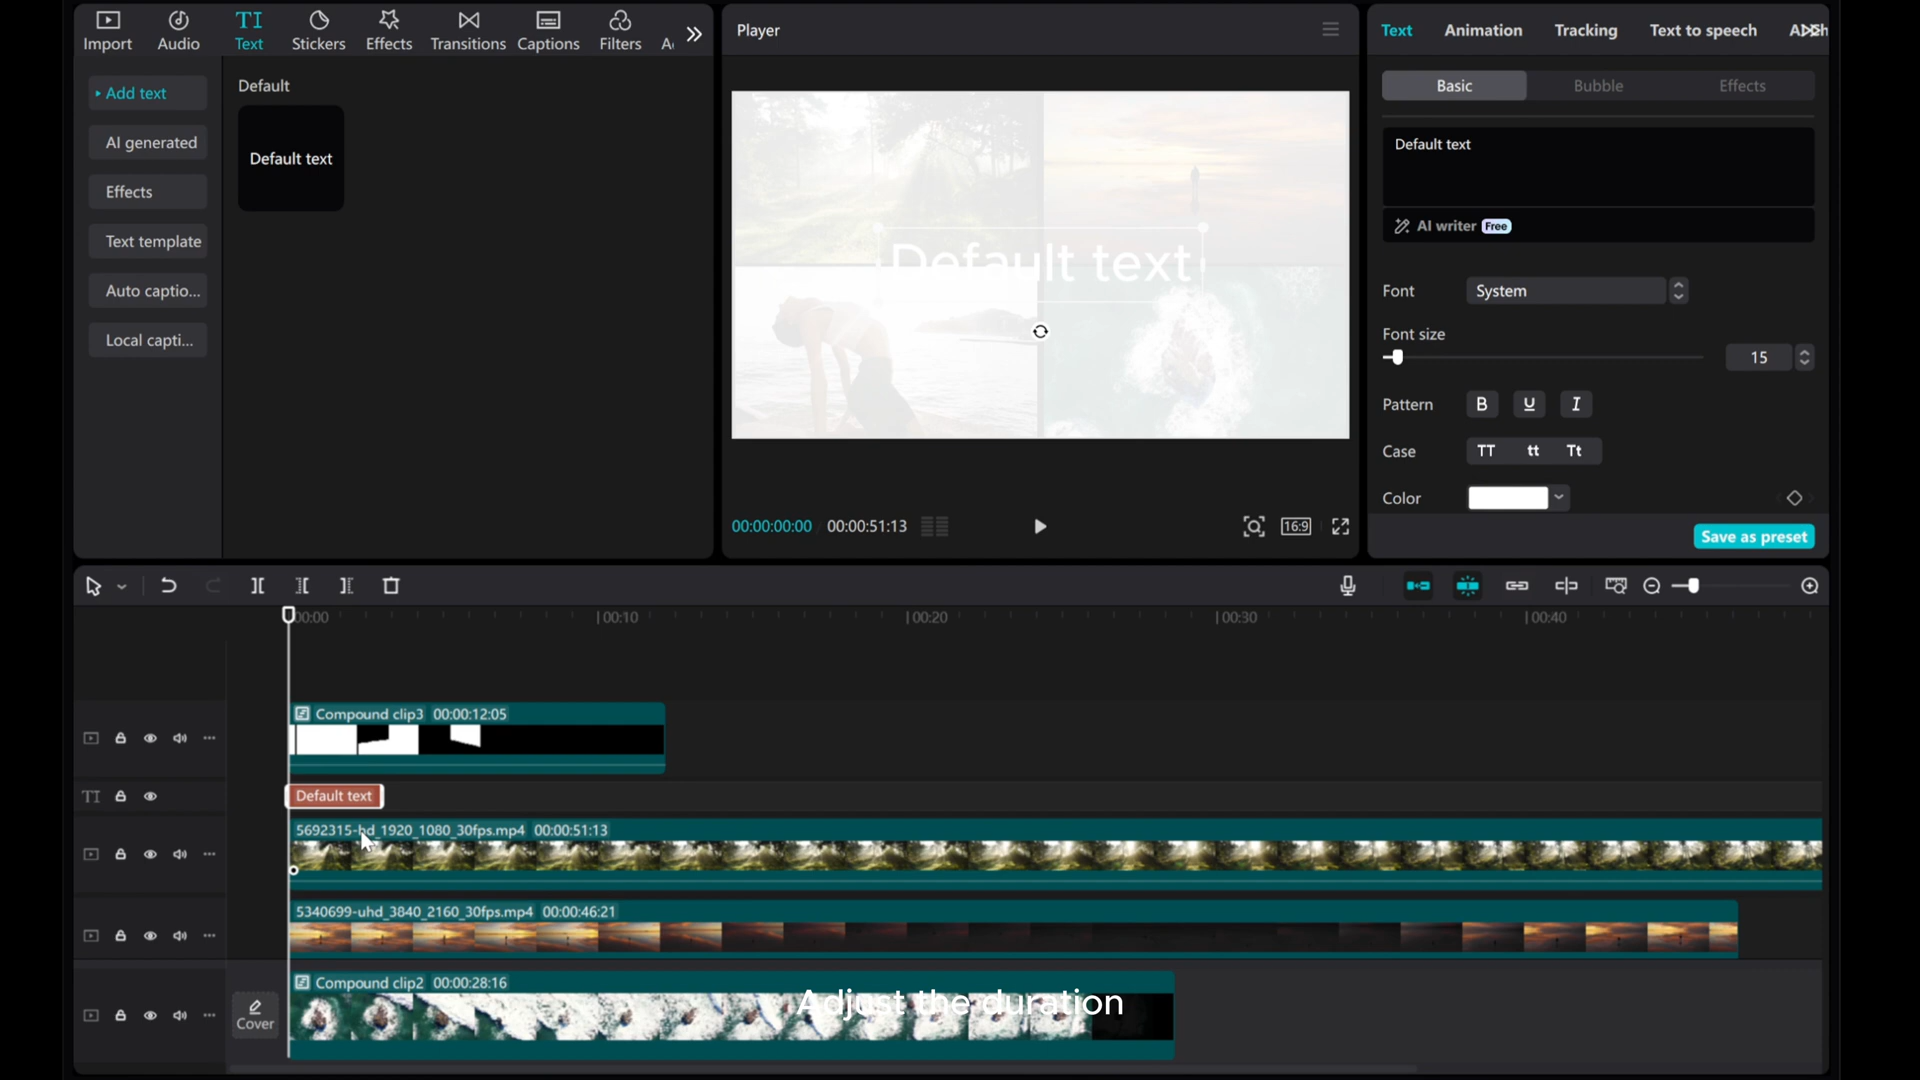 Import
Audio
Text
Stickers
Effects
Transitions
Captions
Filters
Player
Text
Animation
Tracking
Text to speech
Add text
AI generated
Effects
Text template
Auto captio...
Local capti...
Default
Default text
Default text
Basic
Bubble
Effects
Default text
AI writer Free
Font
System
Font size
15
Pattern
B U I
Case
TT tt Tt
Color
Save as preset
00:00:00:00 00:00:51:13
16:9
00:00 00:10 00:20 00:30 00:40
Compound clip3 00:00:12:05
TI
Default text
5692315-hd_1920_1080_30fps.mp4 00:00:51:13
5340699-uhd_3840_2160_30fps.mp4 00:00:46:21
Cover
Compound clip2 00:00:28:16
Adjust the duration